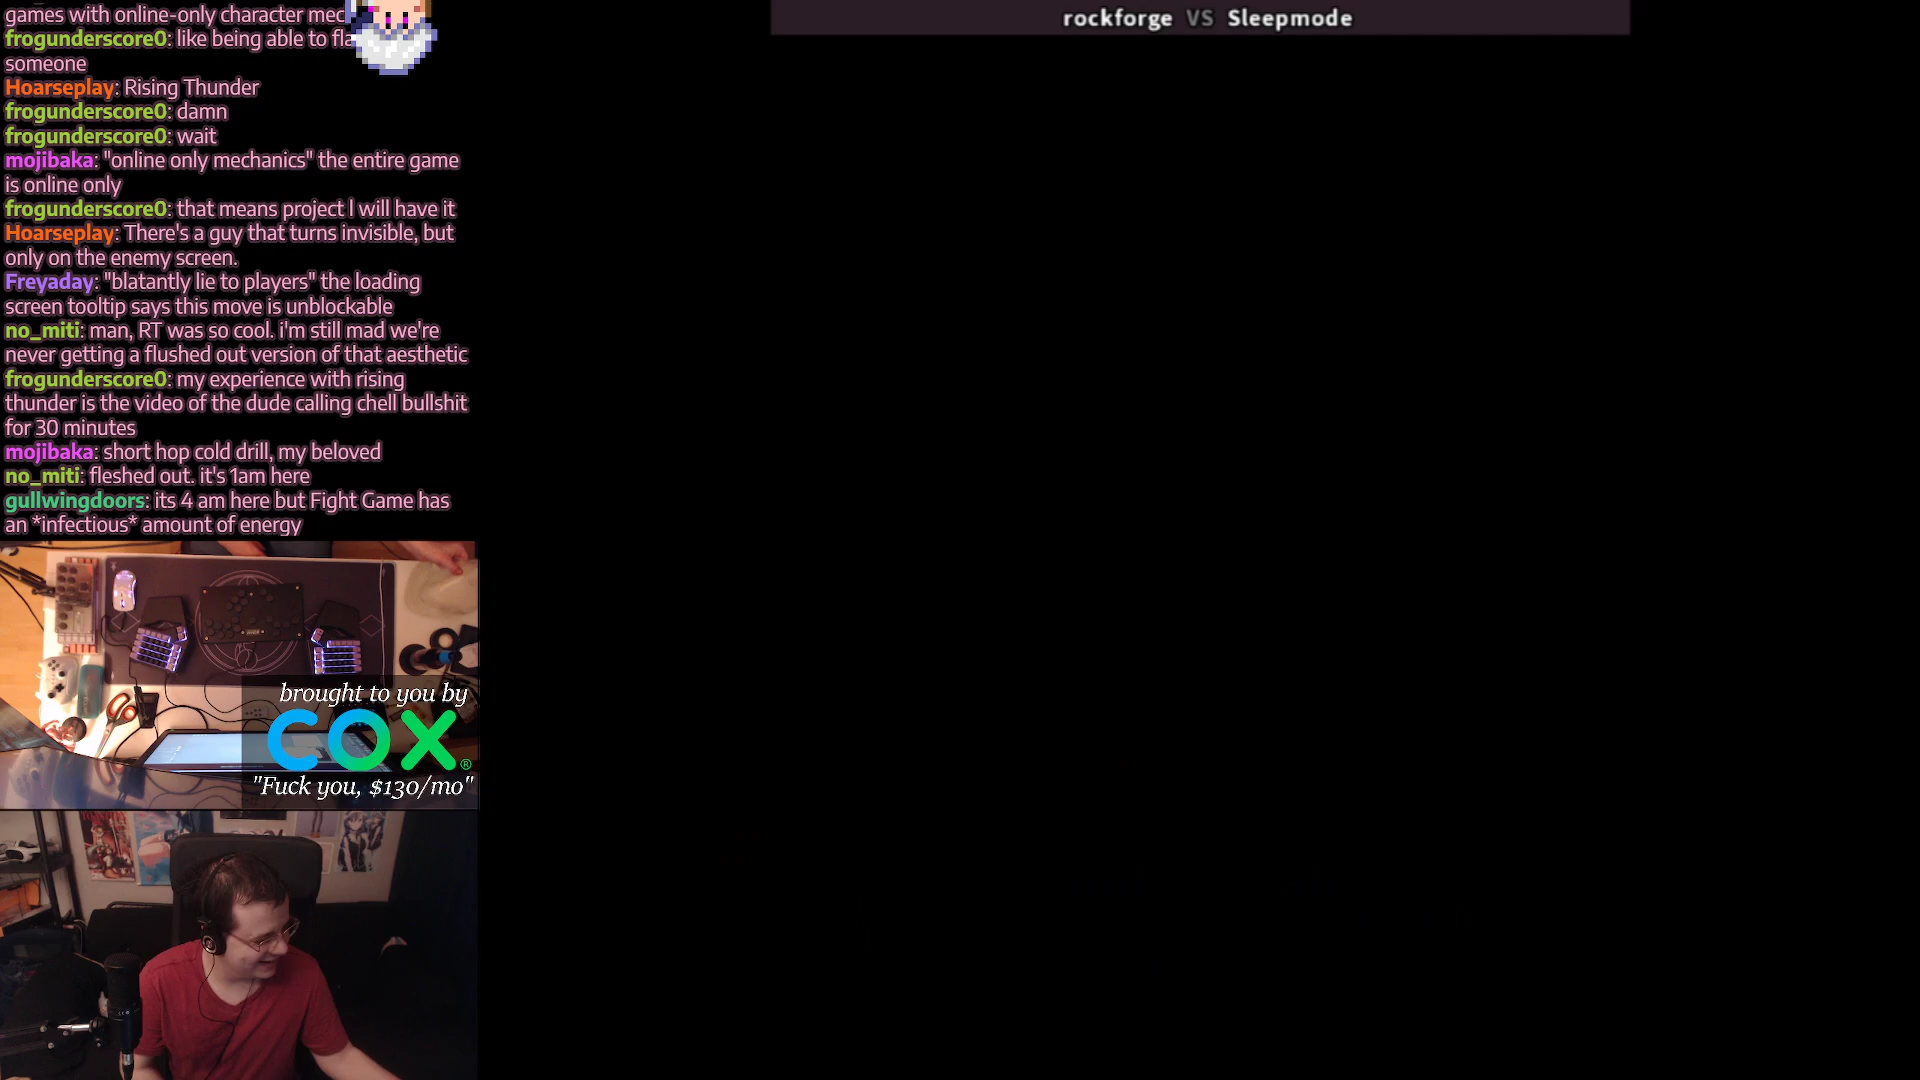 games with online-only character mec
frogunderscore0: like being able to fla
someone
Hoarseplay: Rising Thunder
frogunderscore0: damn
frogunderscore0: wait
mojibaka: "online only mechanics" the entire game
is online only
frogunderscore0: that means project l will have it
Hoarseplay: There's a guy that turns invisible, but
only on the enemy screen.
Freyaday: "blatantly lie to players" the loading
screen tooltip says this move is unblockable
no_miti: man, RT was so cool. i'm still mad we're
never getting a flushed out version of that aesthetic
frogunderscore0: my experience with rising
thunder is the video of the dude calling chell bullshit
for 30 minutes
mojibaka: short hop cold drill, my beloved
no_miti: fleshed out. it's 1am here
gullwingdoors: its 4 am here but Fight Game has
an *infectious* amount of energy
brought to you by
COX®
"Fuck you, $130/mo"
rockforge VS Sleepmode